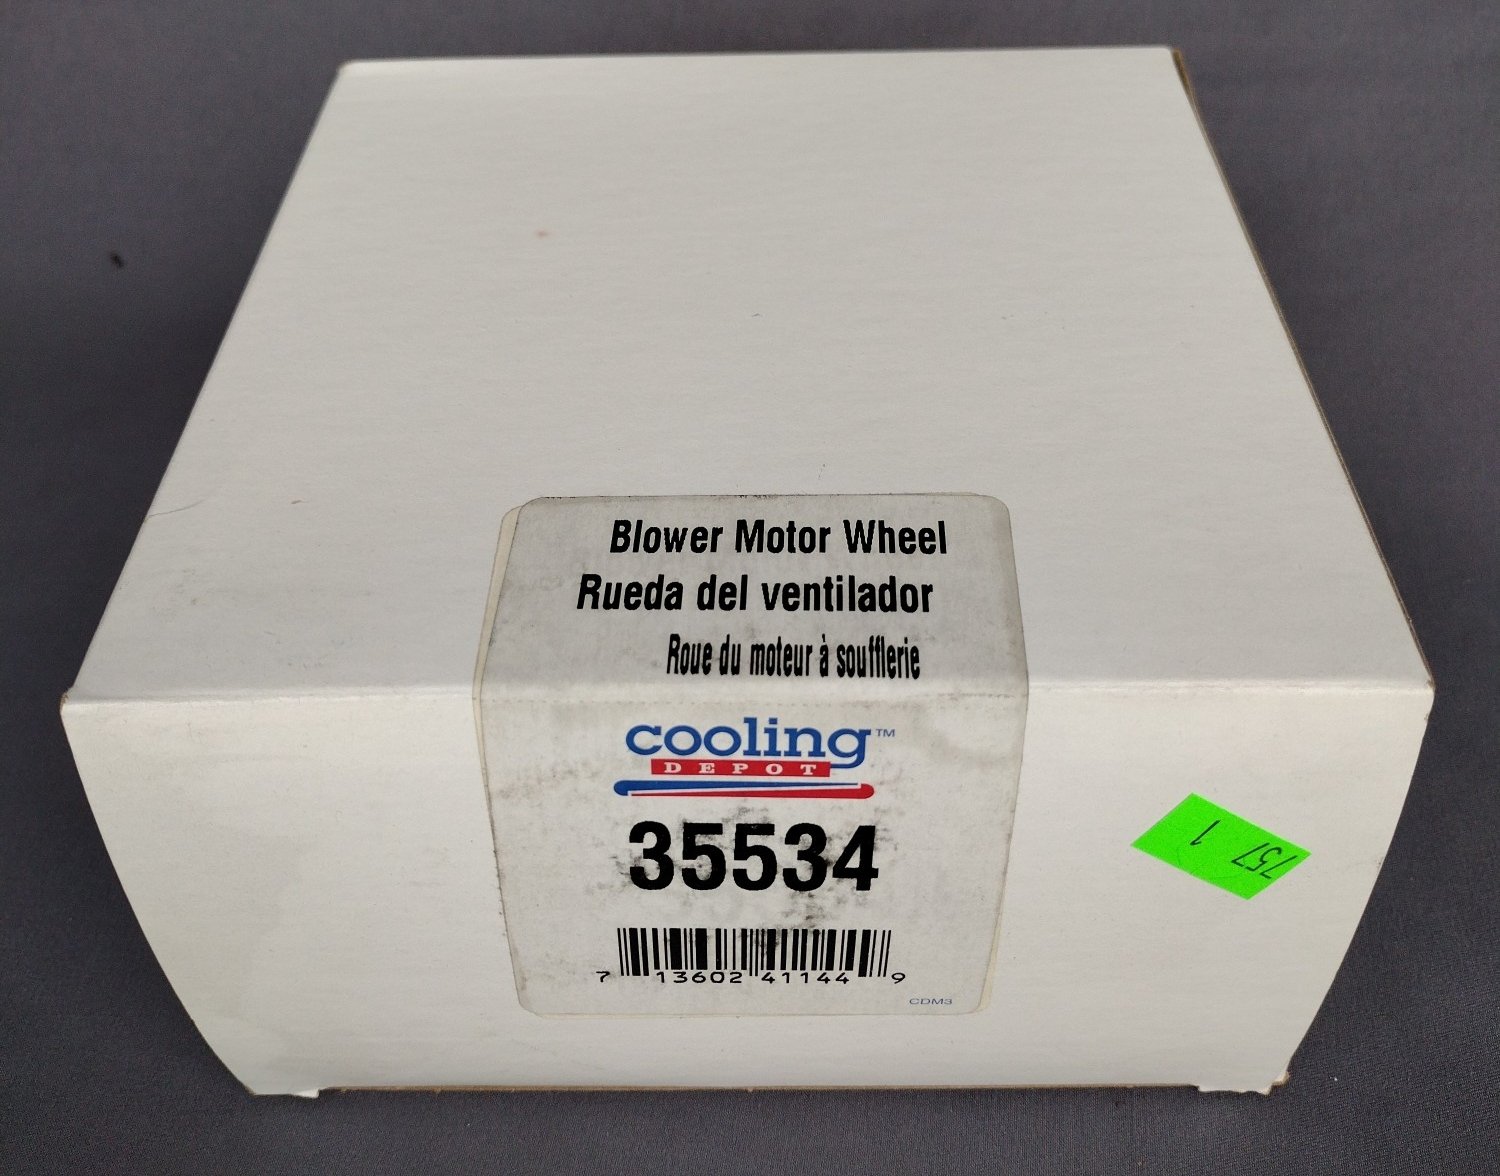 Blower Motor Wheel
Rueda del ventilador
Roue du moteur à soufflerie
cooling™
DEPOT
35534
7 13602 41144 9
CDM3
757 1